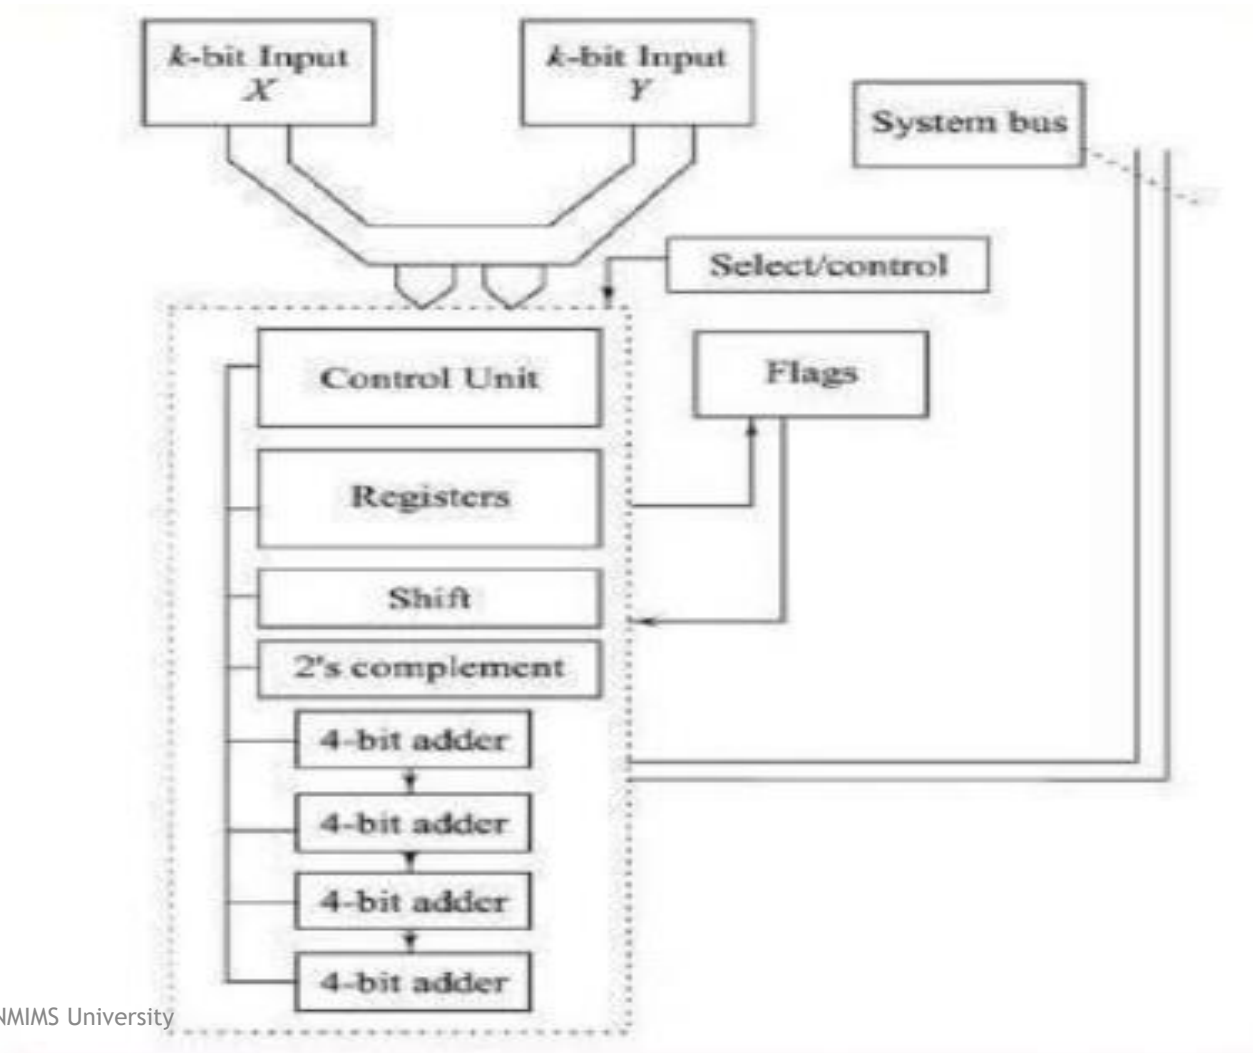 k-bit Input
X
k-bit Input
Y
System bus
Select/control
Control Unit
Flags
Registers
Shift
2's complement
4-bit adder
4-bit adder
4-bit adder
4-bit adder
NMIMS University